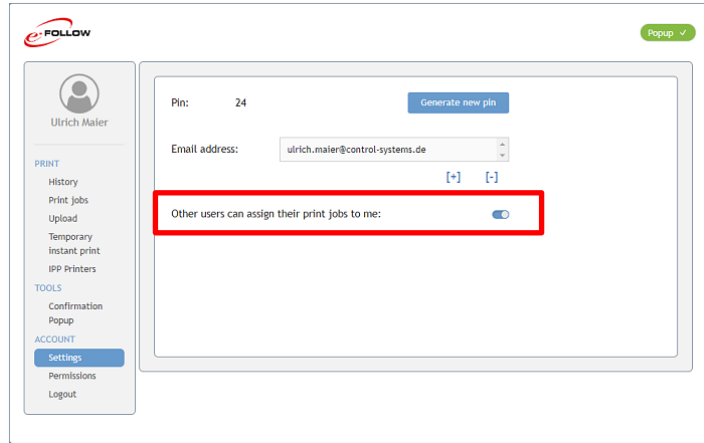 e-FOLLOW
Popup ✓
Ulrich Maier
PRINT
History
Print jobs
Upload
Temporary
instant print
IPP Printers
TOOLS
Confirmation
Popup
ACCOUNT
Settings
Permissions
Logout
Pin: 24 Generate new pin
Email address: ulrich.maier@control-systems.de
[+] [-]
Other users can assign their print jobs to me: